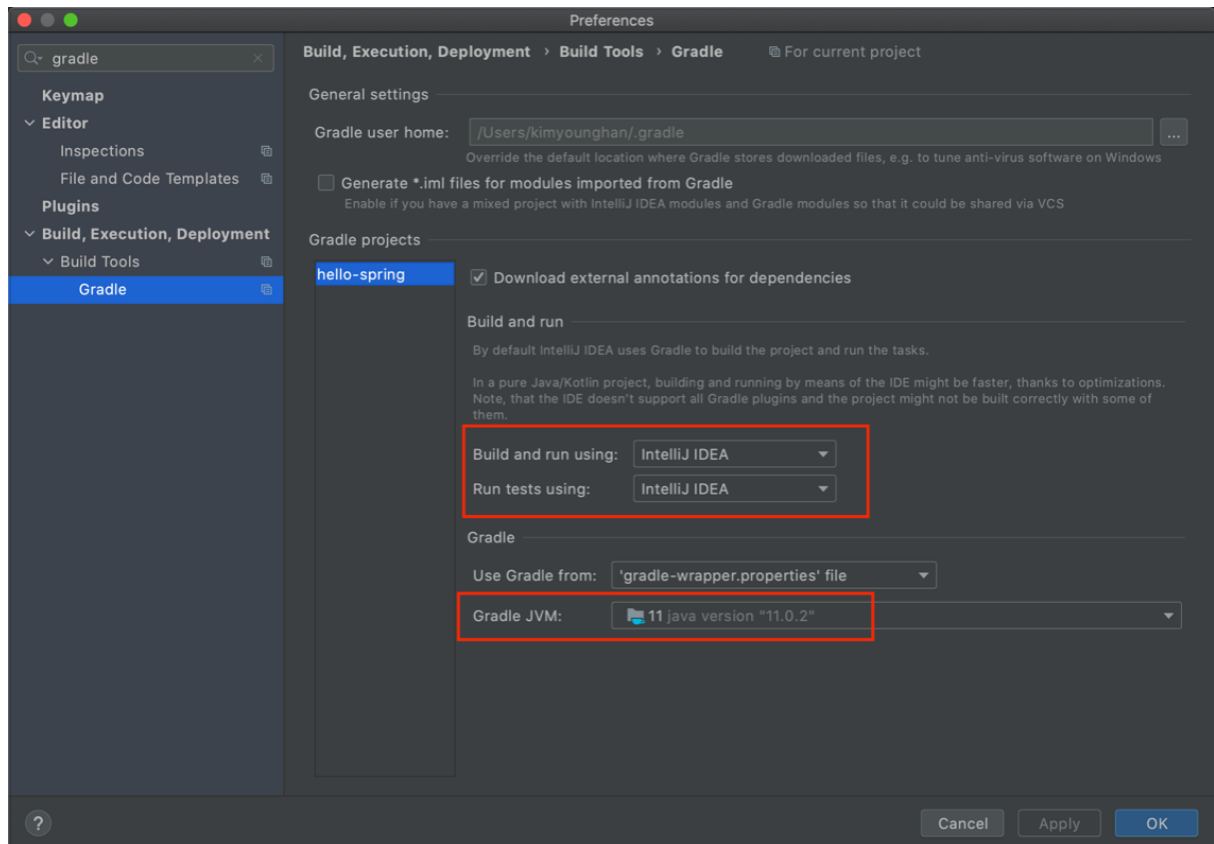 Preferences
gradle
Keymap
Editor
Inspections
File and Code Templates
Plugins
Build, Execution, Deployment
Build Tools
Gradle
Build, Execution, Deployment › Build Tools › Gradle For current project
General settings
Gradle user home: /Users/kimyounghan/.gradle ...
Override the default location where Gradle stores downloaded files, e.g. to tune anti-virus software on Windows
Generate *.iml files for modules imported from Gradle
Enable if you have a mixed project with IntelliJ IDEA modules and Gradle modules so that it could be shared via VCS
Gradle projects
hello-spring
Download external annotations for dependencies
Build and run
By default IntelliJ IDEA uses Gradle to build the project and run the tasks.
In a pure Java/Kotlin project, building and running by means of the IDE might be faster, thanks to optimizations.
Note, that the IDE doesn't support all Gradle plugins and the project might not be built correctly with some of
them.
Build and run using: IntelliJ IDEA
Run tests using: IntelliJ IDEA
Gradle
Use Gradle from: 'gradle-wrapper.properties' file
Gradle JVM: 11 java version "11.0.2"
? Cancel Apply OK